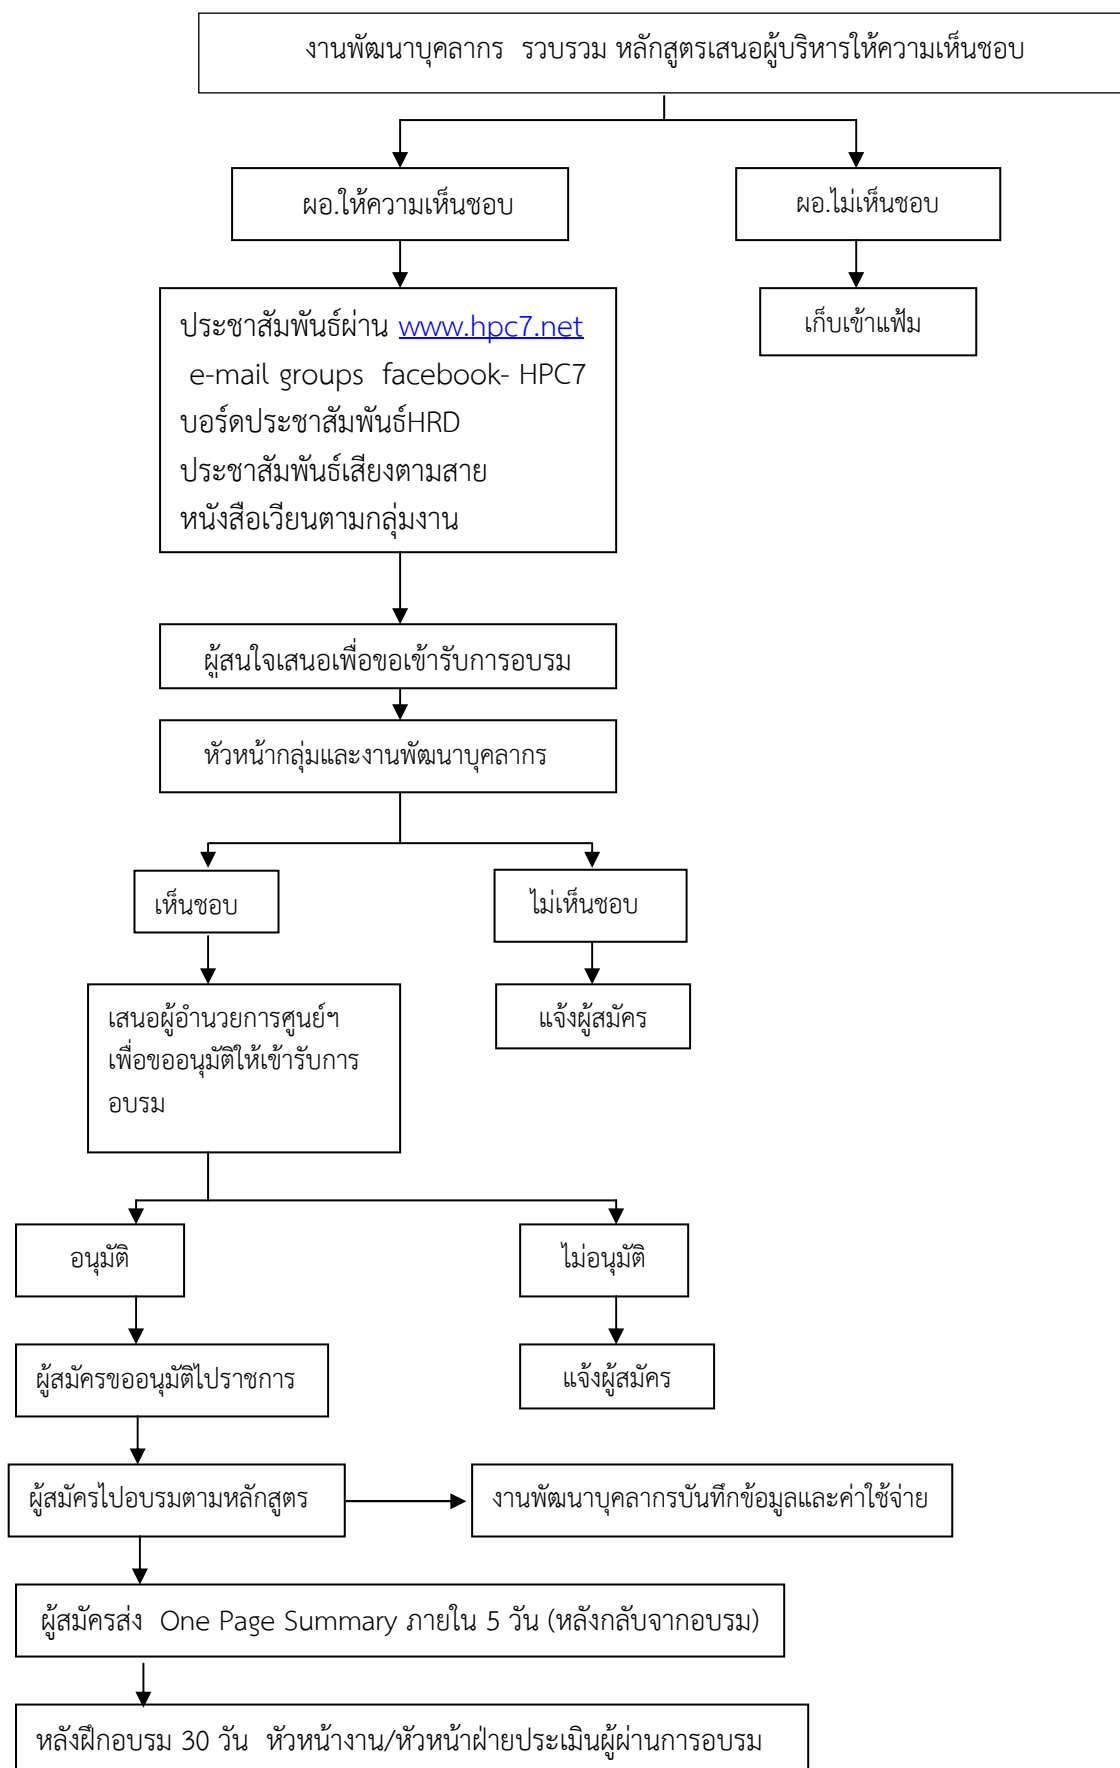 งานพัฒนาบุคลากร รวบรวม หลักสูตรเสนอผู้บริหารให้ความเห็นชอบ
ผอ.ให้ความเห็นชอบ
ผอ.ไม่เห็นชอบ
ประชาสัมพันธ์ผ่าน www.hpc7.net
e-mail groups facebook- HPC7
บอร์ดประชาสัมพันธ์HRD
ประชาสัมพันธ์เสียงตามสาย
หนังสือเวียนตามกลุ่มงาน
เก็บเข้าแฟ้ม
ผู้สนใจเสนอเพื่อขอเข้ารับการอบรม
หัวหน้ากลุ่มและงานพัฒนาบุคลากร
เห็นชอบ
ไม่เห็นชอบ
เสนอผู้อำนวยการศูนย์ฯ
เพื่อขออนุมัติให้เข้ารับการ
อบรม
แจ้งผู้สมัคร
อนุมัติ
ไม่อนุมัติ
ผู้สมัครขออนุมัติไปราชการ
แจ้งผู้สมัคร
ผู้สมัครไปอบรมตามหลักสูตร
งานพัฒนาบุคลากรบันทึกข้อมูลและค่าใช้จ่าย
ผู้สมัครส่ง One Page Summary ภายใน 5 วัน (หลังกลับจากอบรม)
หลังฝึกอบรม 30 วัน หัวหน้างาน/หัวหน้าฝ่ายประเมินผู้ผ่านการอบรม